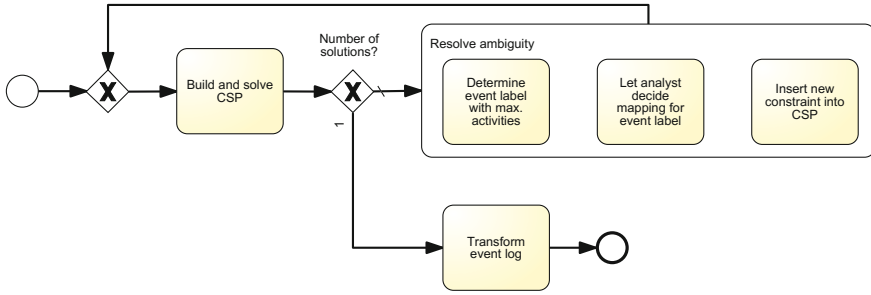 Number of
solutions?
Resolve ambiguity
Build and solve
CSP
Determine
event label
with max.
activities
Let analyst
decide
mapping for
event label
Insert new
constraint into
CSP
1
Transform
event log